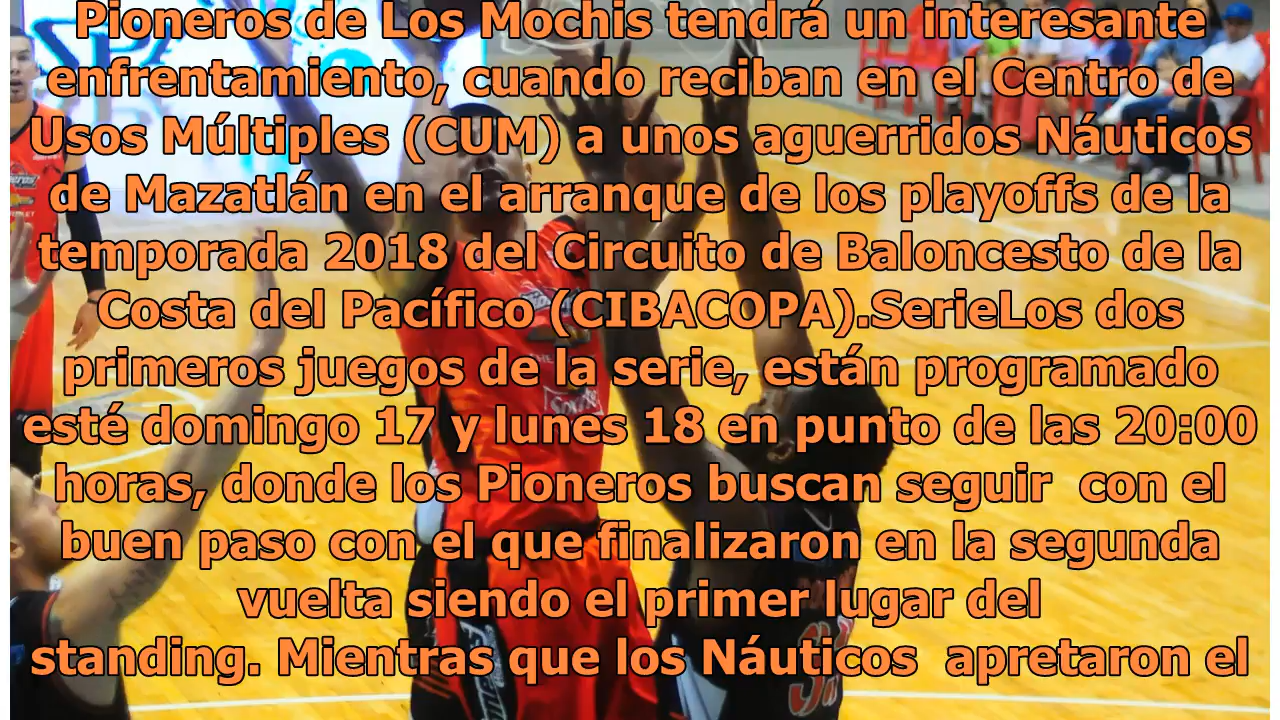 Pioneros de Los Mochis tendrá un interesante
enfrentamiento, cuando reciban en el Centro de
Usos Múltiples (CUM) a unos aguerridos Náuticos
de Mazatlán en el arranque de los playoffs de la
temporada 2018 del Circuito de Baloncesto de la
Costa del Pacífico (CIBACOPA).SerieLos dos
primeros juegos de la serie, están programado
esté domingo 17 y lunes 18 en punto de las 20:00
horas, donde los Pioneros buscan seguir  con el
buen paso con el que finalizaron en la segunda
vuelta siendo el primer lugar del
standing. Mientras que los Náuticos  apretaron el